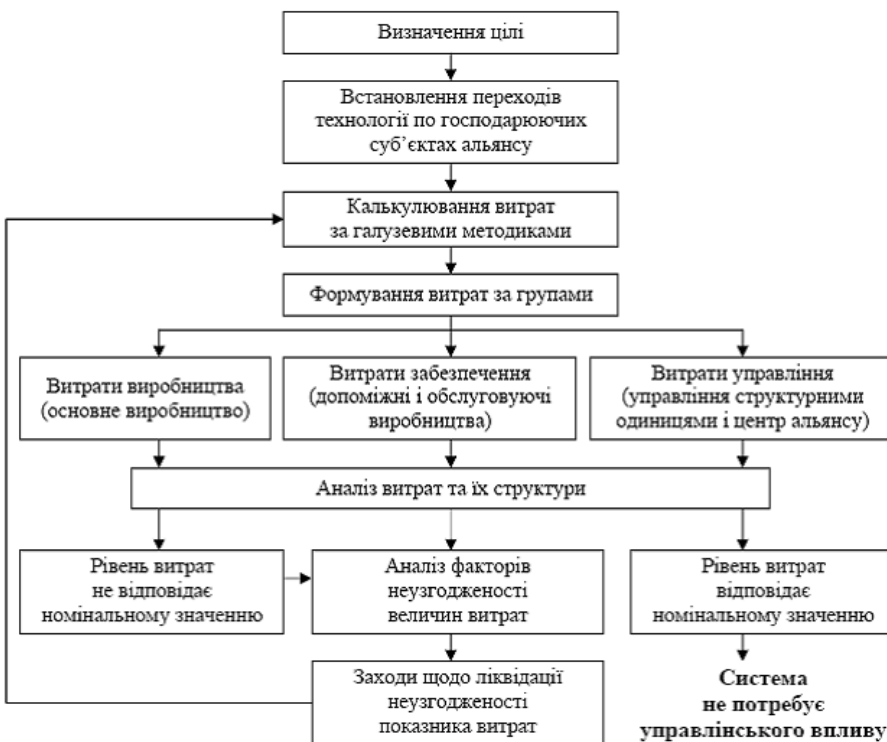 Визначення цілі
Встановлення переходів
технології по господарюючих
суб’єктах альянсу
Калькулювання витрат
за галузевими методиками
Формування витрат за групами
Витрати виробництва
(основне виробництво)
Витрати забезпечення
(допоміжні і обслуговуючі
виробництва)
Витрати управління
(управління структурними
одиницями і центр альянсу)
Аналіз витрат та їх структури
Рівень витрат
не відповідає
номінальному значенню
Аналіз факторів
неузгодженості
величин витрат
Рівень витрат
відповідає
номінальному значенню
Заходи щодо ліквідації
неузгодженості
показника витрат
Система
не потребує
управлінського впливу